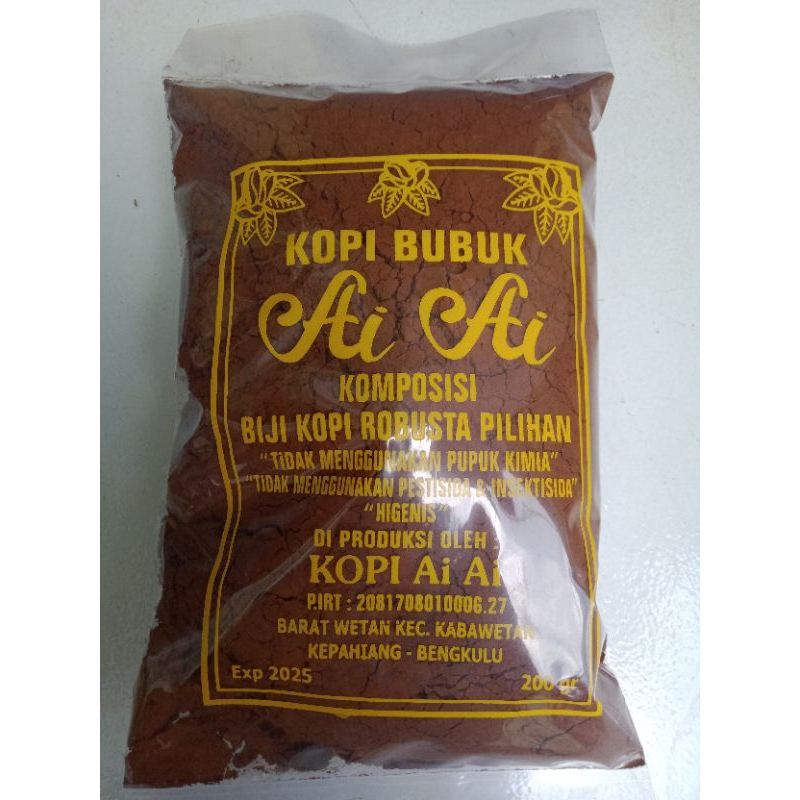 KOPI BUBUK
Ai Ai
KOMPOSISI
BIJI KOPI ROBUSTA PILIHAN
"TiDAK MENGGUNAKAN PUPUK KIMIA"
"TIDAK MENGGUNAKAN PESTISIDA & INSEKTISIDA"
"HIGENIS"
DI PRODUKSI OLEH :
KOPI Ai Ai
P.IRT : 2081708010006.27
BARAT WETAN KEC. KABAWETAN
KEPAHIANG - BENGKULU
Exp 2025 200 gr